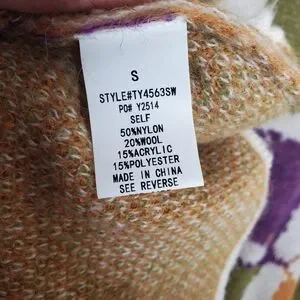 S
STYLE#TY4563SW
PO# Y2514
SELF
50%NYLON
20%WOOL
15%ACRYLIC
15%POLYESTER
MADE IN CHINA
SEE REVERSE